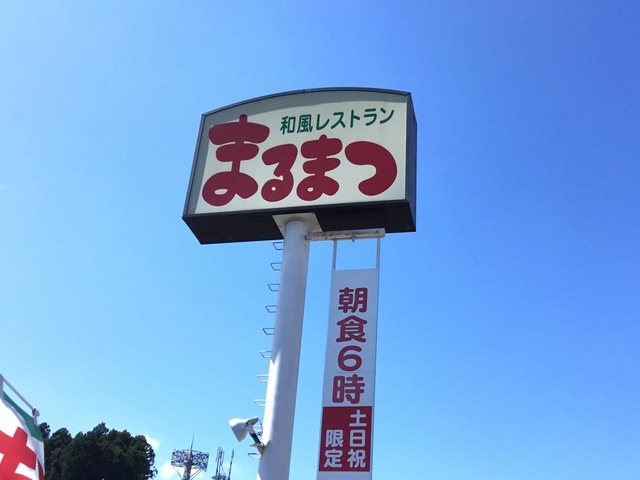 和風レストラン
まるまつ
朝食6時
土日祝
限定